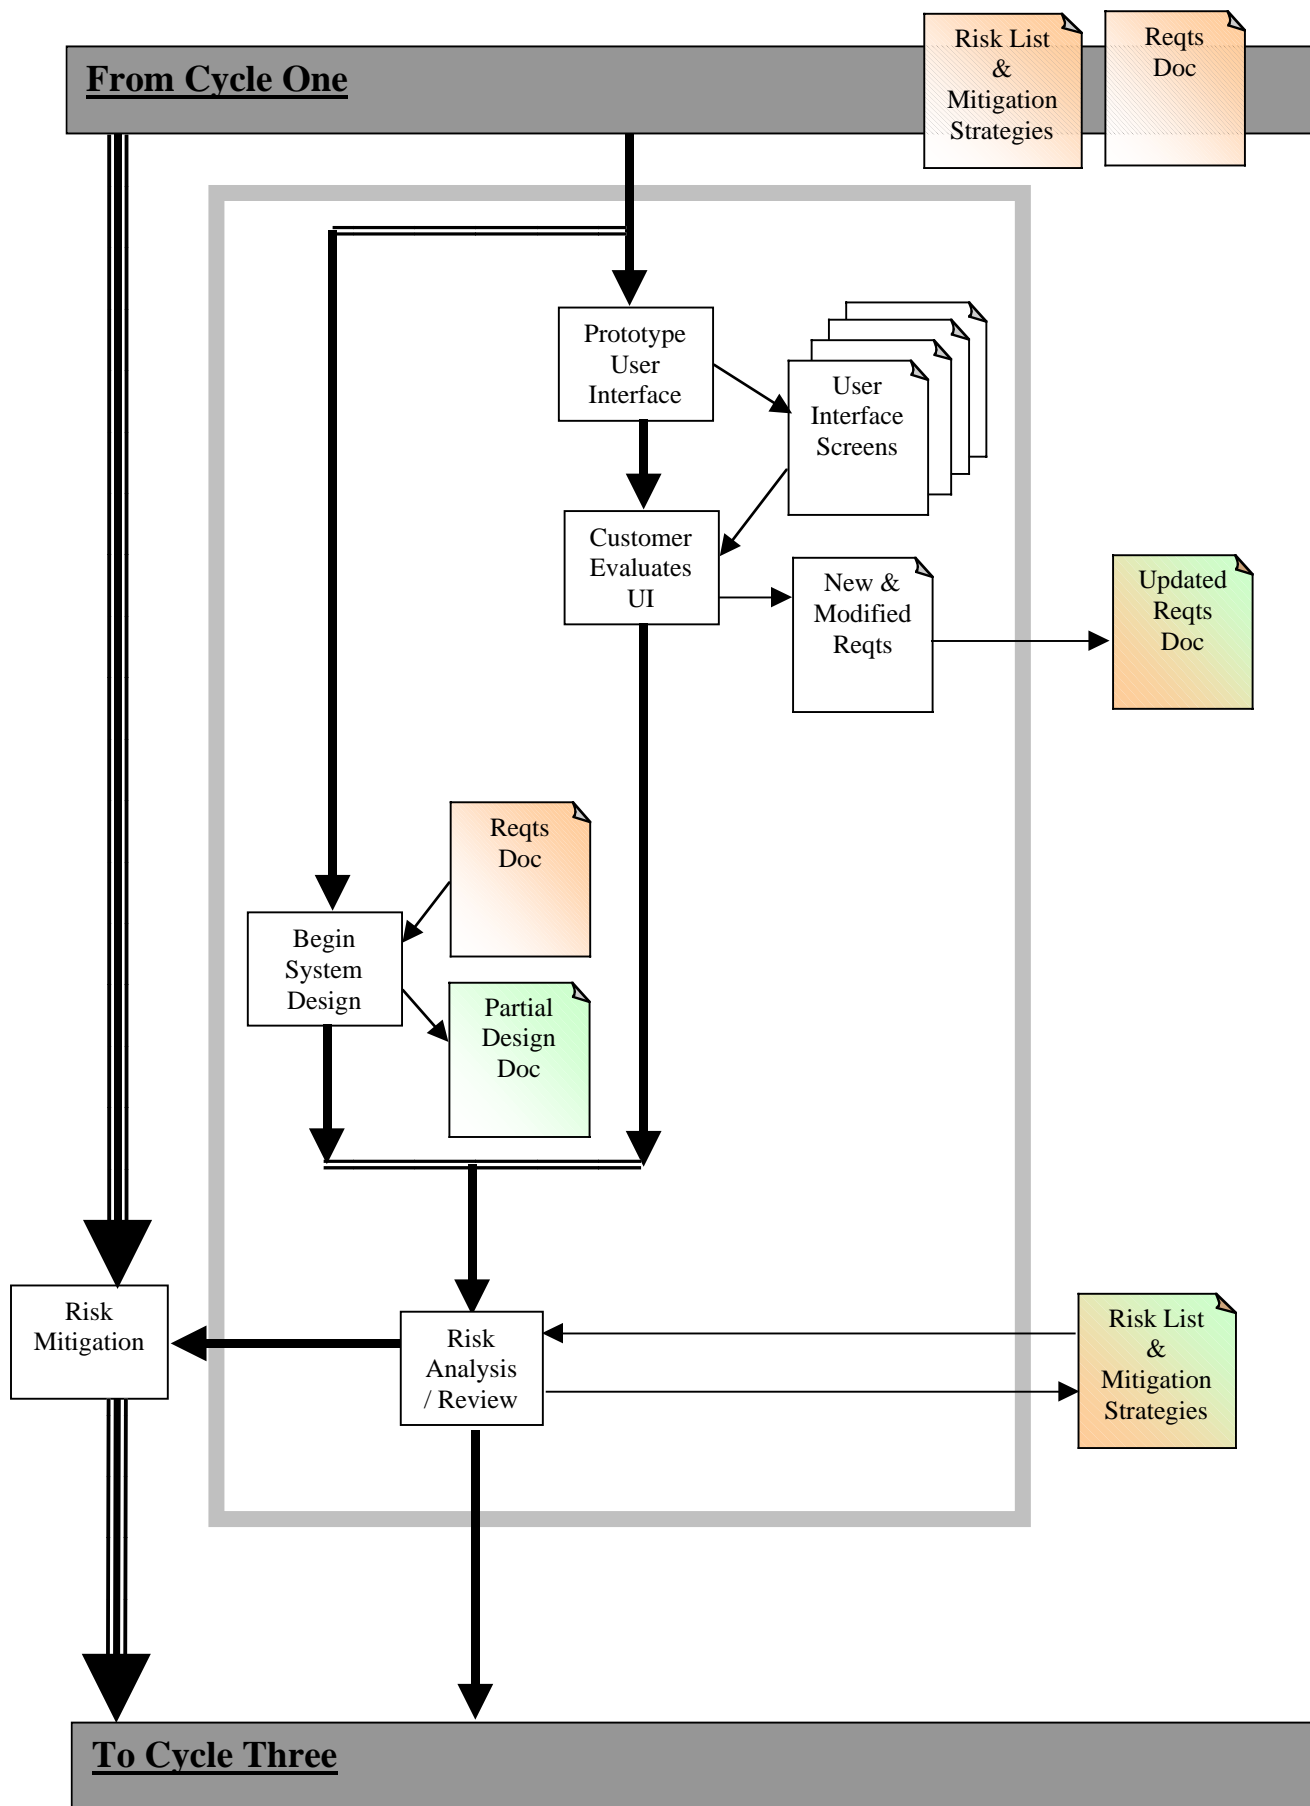 From Cycle One
Risk List
&
Mitigation
Strategies
Reqts
Doc
Prototype
User
Interface
User
Interface
Screens
Customer
Evaluates
UI
New &
Modified
Reqts
Updated
Reqts
Doc
Reqts
Doc
Begin
System
Design
Partial
Design
Doc
Risk
Mitigation
Risk
Analysis
/ Review
Risk List
&
Mitigation
Strategies
To Cycle Three